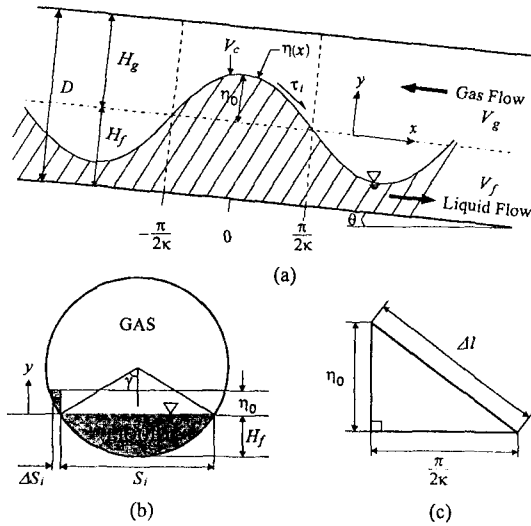 V_c
η(x)
H_g
D
τ_i
η_0
y
Gas Flow
V_g
x
H_f
V_f
Liquid Flow
θ
-π/2κ
0
π/2κ
(a)
GAS
y
γ
η_0
H_f
ΔS_i
S_i
(b)
Δl
η_0
π/2κ
(c)